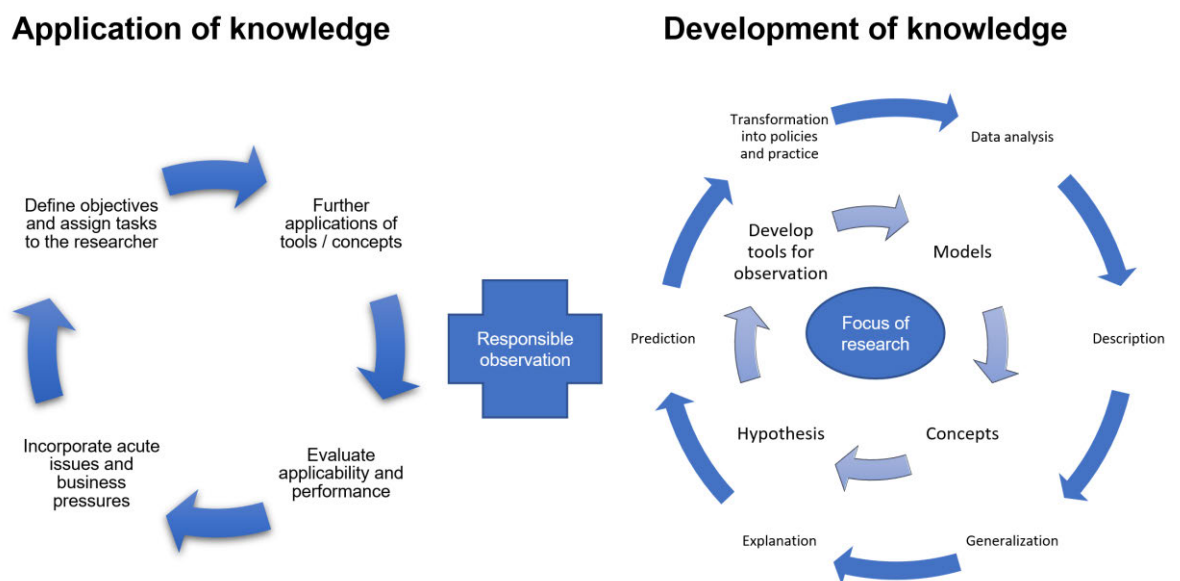 Application of knowledge
Define objectives
and assign tasks
to the researcher
Further
applications of
tools / concepts
Evaluate
applicability and
performance
Incorporate acute
issues and
business
pressures
Responsible
observation
Development of knowledge
Transformation
into policies
and practice
Data analysis
Description
Generalization
Explanation
Prediction
Develop
tools for
observation
Models
Concepts
Hypothesis
Focus of
research